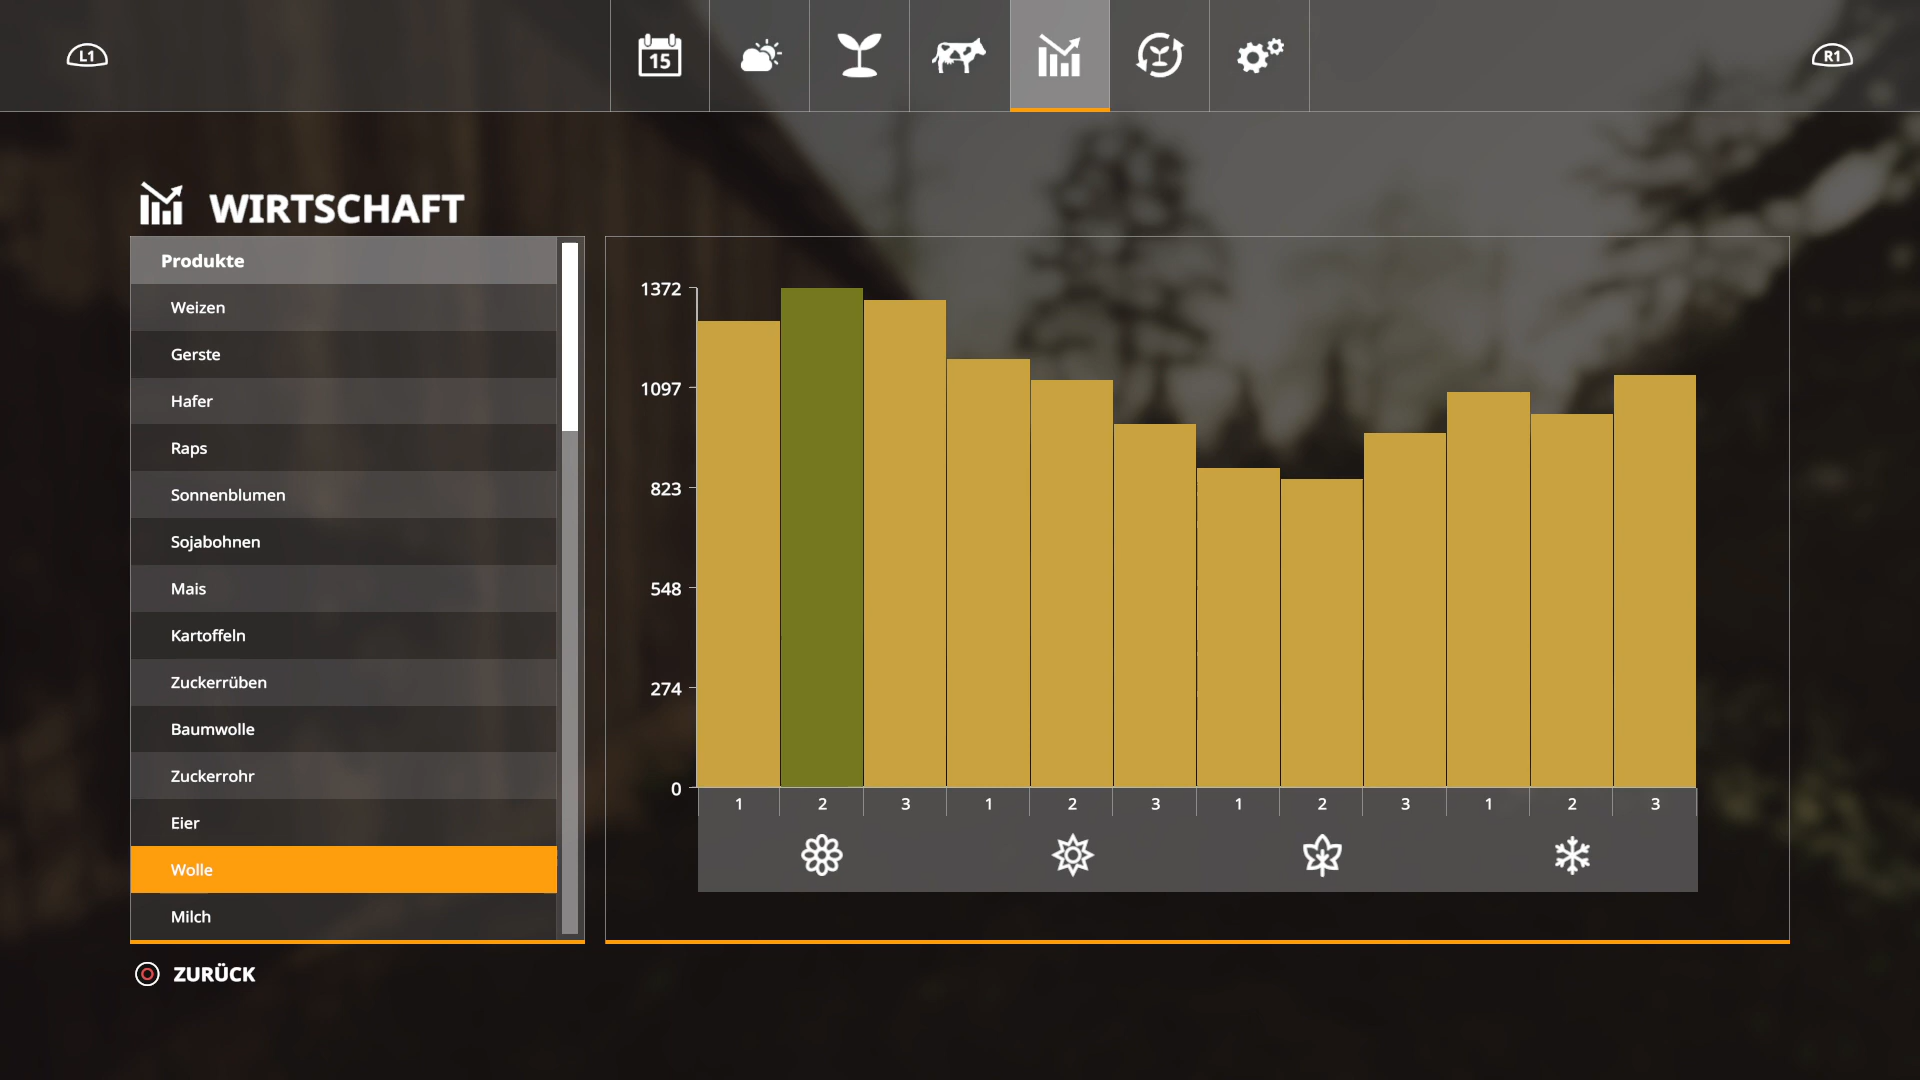 L1
15
R1
WIRTSCHAFT
Produkte
Weizen
Gerste
Hafer
Raps
Sonnenblumen
Sojabohnen
Mais
Kartoffeln
Zuckerrüben
Baumwolle
Zuckerrohr
Eier
Wolle
Milch
1372
1097
823
548
274
0
1 2 3 1 2 3 1 2 3 1 2 3
ZURÜCK